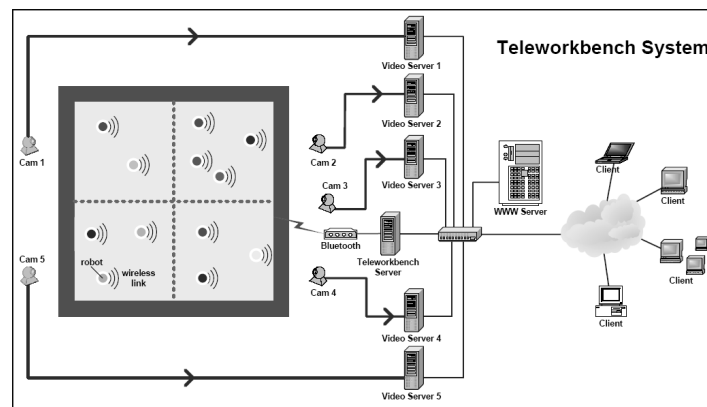 Teleworkbench System
Video Server 1
Video Server 2
Cam 1
Cam 2
Cam 3
Video Server 3
WWW Server
Client
Client
Bluetooth
Teleworkbench
Server
Cam 5
robot
wireless
link
Cam 4
Client
Client
Video Server 4
Video Server 5